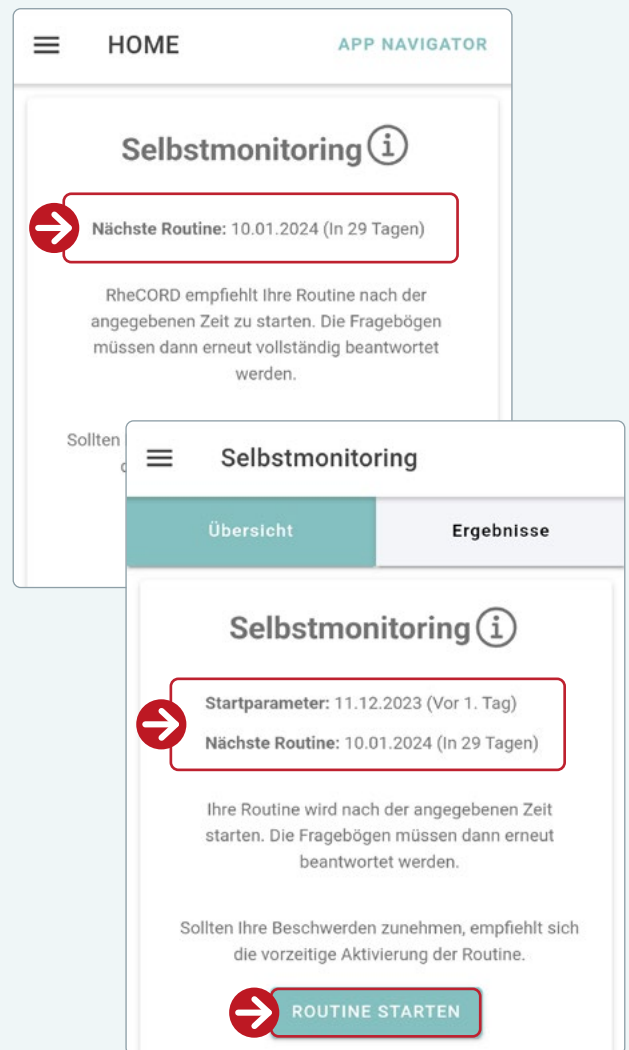 HOME
APP NAVIGATOR
Selbstmonitoring i
Nächste Routine: 10.01.2024 (In 29 Tagen)
RheCORD empfiehlt Ihre Routine nach der
angegebenen Zeit zu starten. Die Fragebögen
müssen dann erneut vollständig beantwortet
werden.
Sollten
Selbstmonitoring
Übersicht
Ergebnisse
Selbstmonitoring i
Startparameter: 11.12.2023 (Vor 1. Tag)
Nächste Routine: 10.01.2024 (In 29 Tagen)
Ihre Routine wird nach der angegebenen Zeit
starten. Die Fragebögen müssen dann erneut
beantwortet werden.
Sollten Ihre Beschwerden zunehmen, empfiehlt sich
die vorzeitige Aktivierung der Routine.
ROUTINE STARTEN